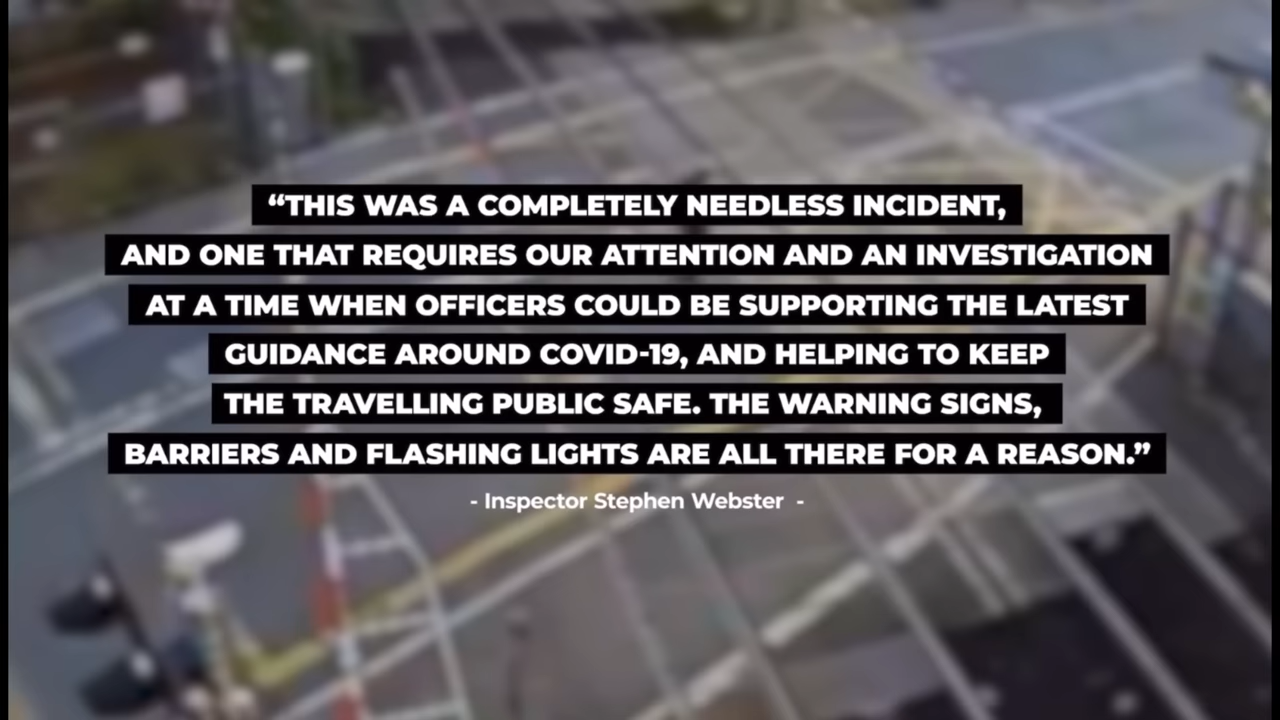 “THIS WAS A COMPLETELY NEEDLESS INCIDENT,
AND ONE THAT REQUIRES OUR ATTENTION AND AN INVESTIGATION
AT A TIME WHEN OFFICERS COULD BE SUPPORTING THE LATEST
GUIDANCE AROUND COVID-19, AND HELPING TO KEEP
THE TRAVELLING PUBLIC SAFE. THE WARNING SIGNS,
BARRIERS AND FLASHING LIGHTS ARE ALL THERE FOR A REASON.”
- Inspector Stephen Webster -